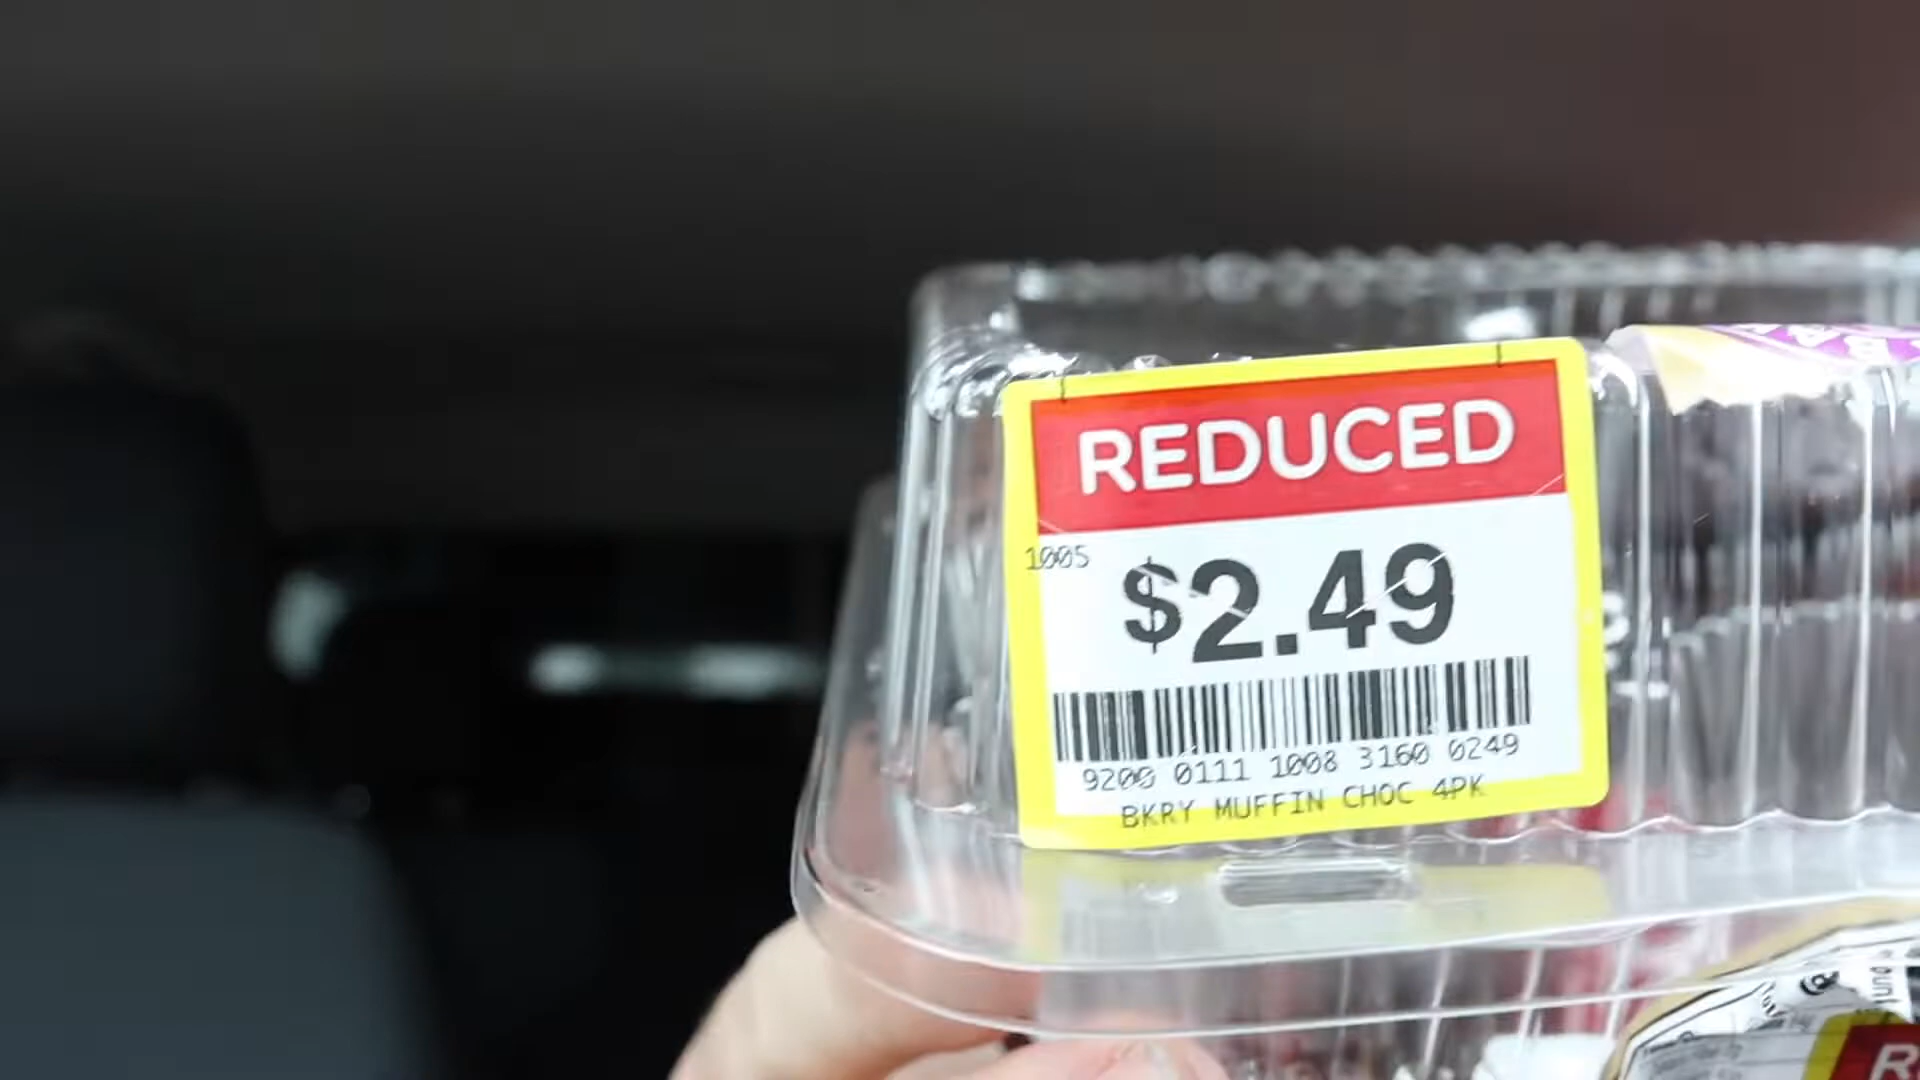 REDUCED
1005
$2.49
9200 0111 1008 3160 0249
BKRY MUFFIN CHOC 4PK
&
R